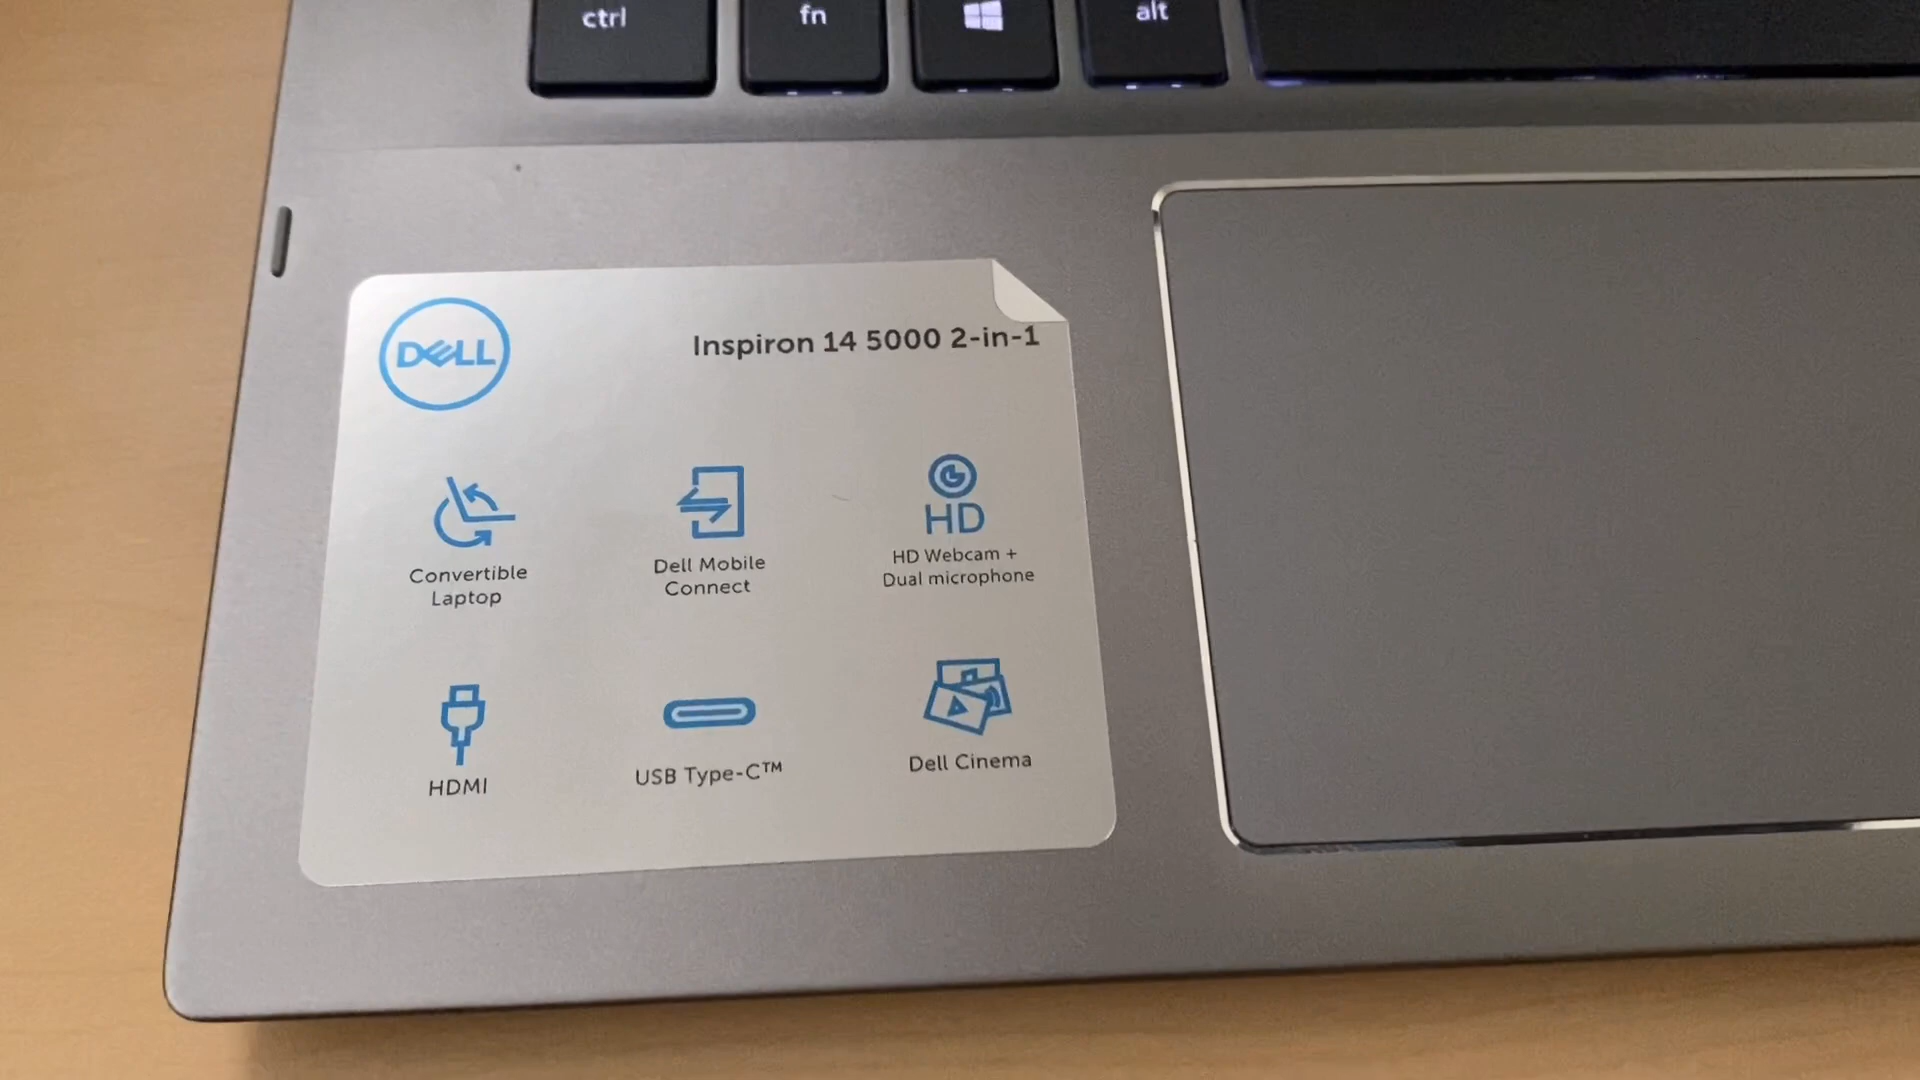 ctrl fn alt
DELL
Inspiron 14 5000 2-in-1
Convertible
Laptop
Dell Mobile
Connect
HD
HD Webcam +
Dual microphone
HDMI
USB Type-C™
Dell Cinema